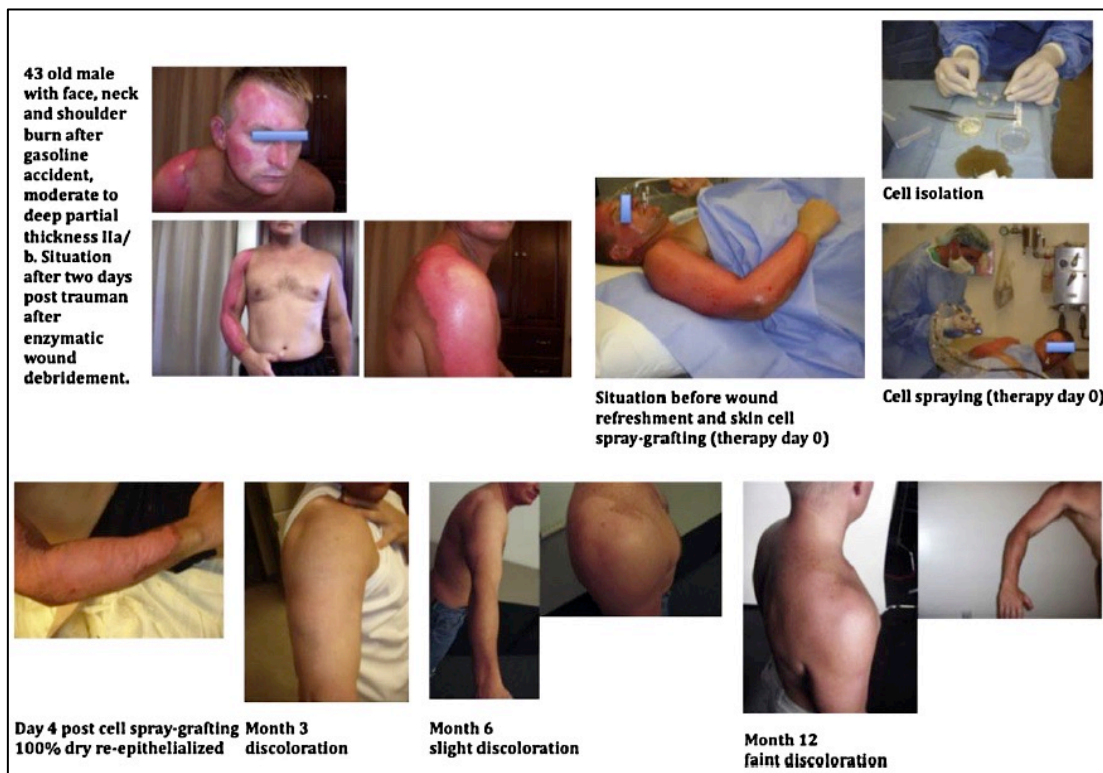 43 old male
with face, neck
and shoulder
burn after
gasoline
accident,
moderate to
deep partial
thickness IIa/
b. Situation
after two days
post trauman
after
enzymatic
wound
debridement.
Situation before wound
refreshment and skin cell
spray-grafting (therapy day 0)
Cell isolation
Cell spraying (therapy day 0)
Day 4 post cell spray-grafting
100% dry re-epithelialized
Month 3
discoloration
Month 6
slight discoloration
Month 12
faint discoloration